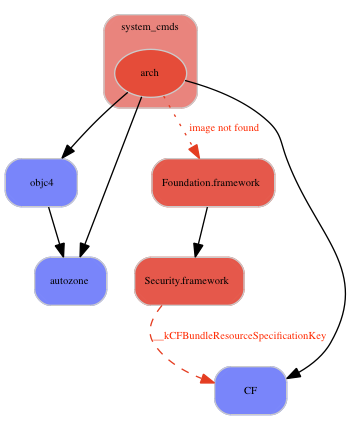 system_cmds
arch
image not found
objc4
Foundation.framework
autozone
Security.framework
__kCFBundleResourceSpecificationKey
CF